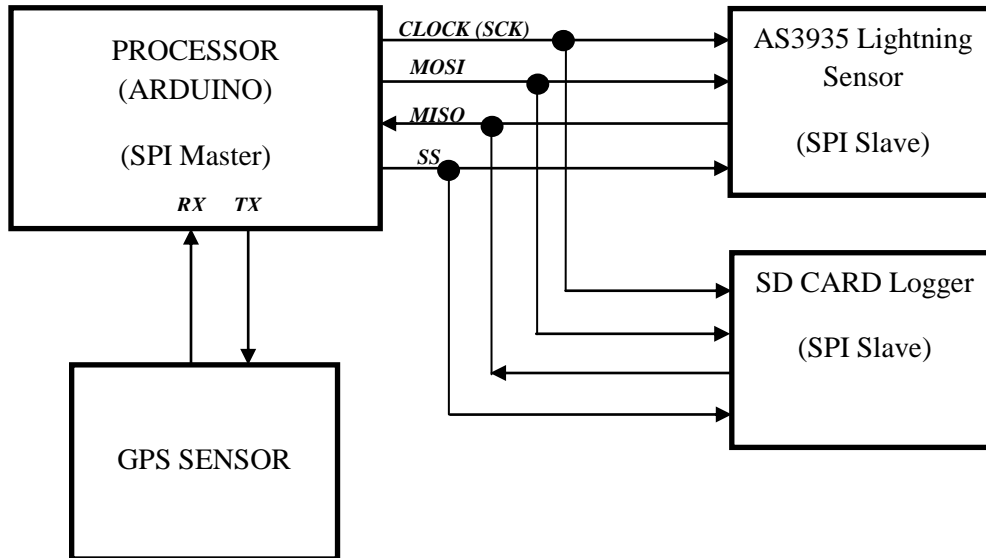 PROCESSOR
(ARDUINO)
(SPI Master)
RX TX
CLOCK (SCK)
MOSI
MISO
SS
AS3935 Lightning
Sensor
(SPI Slave)
SD CARD Logger
(SPI Slave)
GPS SENSOR